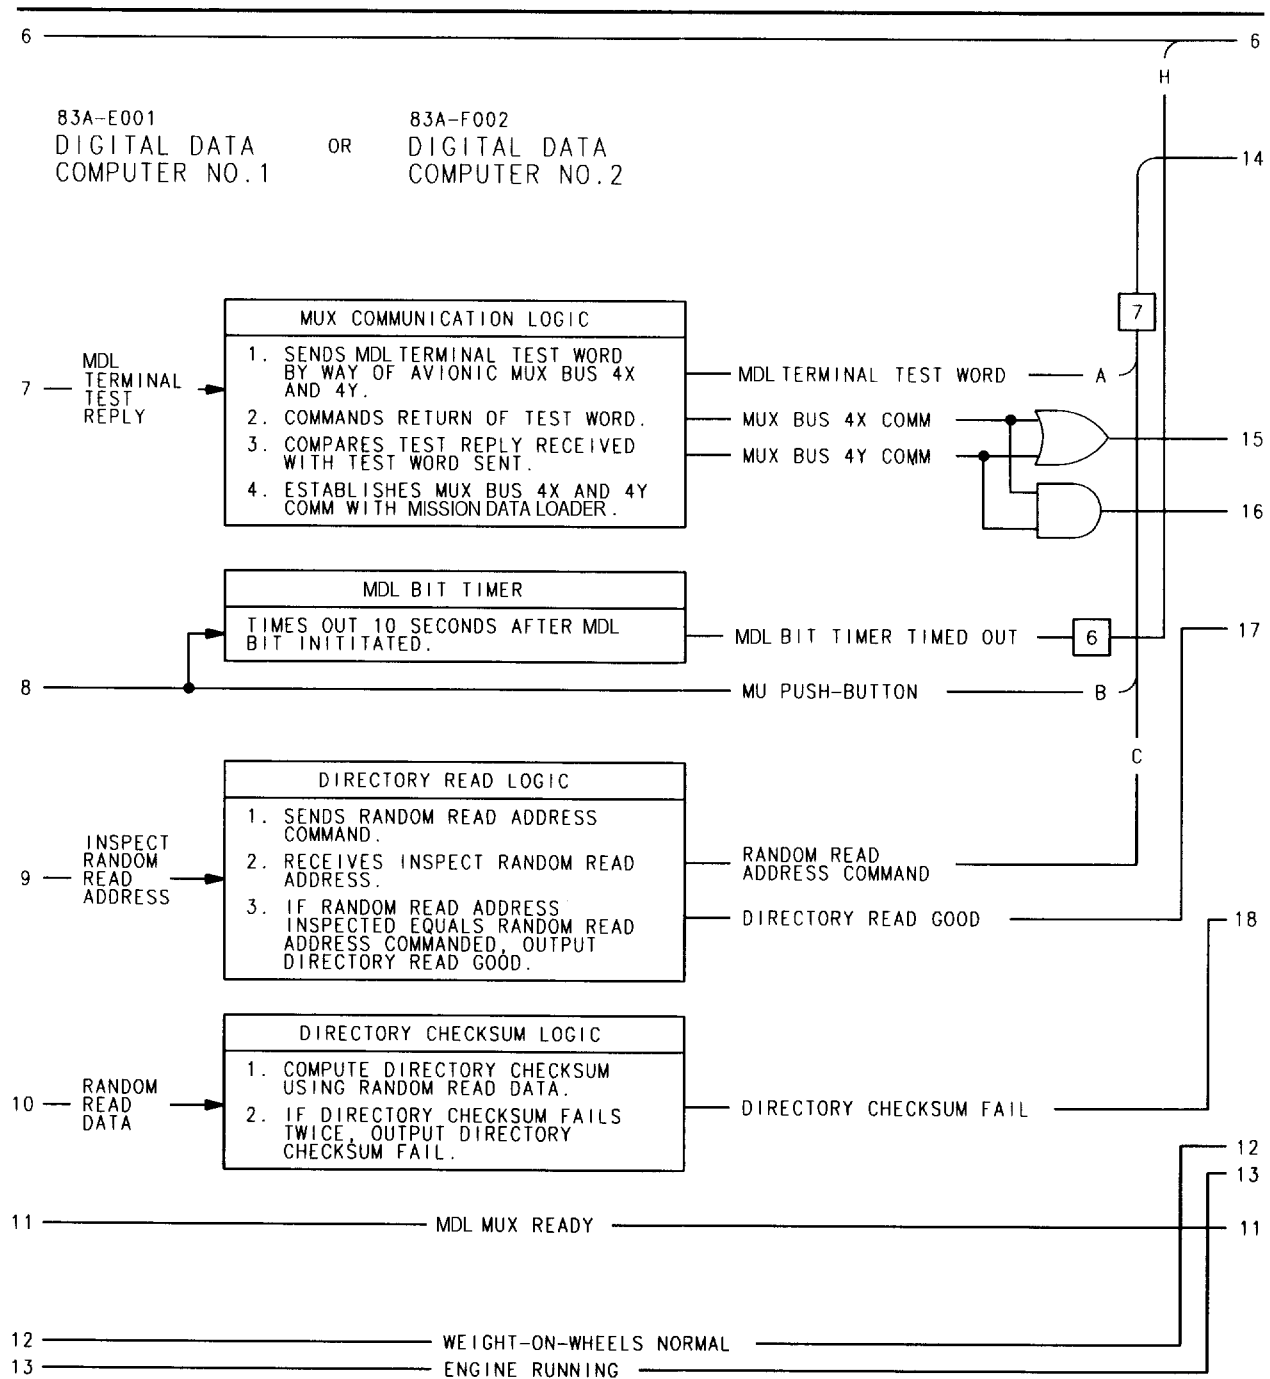 6 6
H
83A-E001
DIGITAL DATA
COMPUTER NO.1
OR
83A-F002
DIGITAL DATA
COMPUTER NO.2
14
7
MUX COMMUNICATION LOGIC
1. SENDS MDL TERMINAL TEST WORD
BY WAY OF AVIONIC MUX BUS 4X
AND 4Y.
2. COMMANDS RETURN OF TEST WORD.
3. COMPARES TEST REPLY RECEIVED
WITH TEST WORD SENT.
4. ESTABLISHES MUX BUS 4X AND 4Y
COMM WITH MISSION DATA LOADER.
7
MDL
TERMINAL
TEST
REPLY
MDL TERMINAL TEST WORD A
MUX BUS 4X COMM
15
MUX BUS 4Y COMM
16
MDL BIT TIMER
TIMES OUT 10 SECONDS AFTER MDL
BIT INITITATED.
MDL BIT TIMER TIMED OUT 6
17
8 MU PUSH-BUTTON B
C
DIRECTORY READ LOGIC
1. SENDS RANDOM READ ADDRESS
COMMAND.
2. RECEIVES INSPECT RANDOM READ
ADDRESS.
3. IF RANDOM READ ADDRESS
INSPECTED EQUALS RANDOM READ
ADDRESS COMMANDED, OUTPUT
DIRECTORY READ GOOD.
9
INSPECT
RANDOM
READ
ADDRESS
RANDOM READ
ADDRESS COMMAND
DIRECTORY READ GOOD
18
DIRECTORY CHECKSUM LOGIC
1. COMPUTE DIRECTORY CHECKSUM
USING RANDOM READ DATA.
2. IF DIRECTORY CHECKSUM FAILS
TWICE, OUTPUT DIRECTORY
CHECKSUM FAIL.
10
RANDOM
READ
DATA
DIRECTORY CHECKSUM FAIL
12
13
11 MDL MUX READY 11
12 WEIGHT-ON-WHEELS NORMAL
13 ENGINE RUNNING